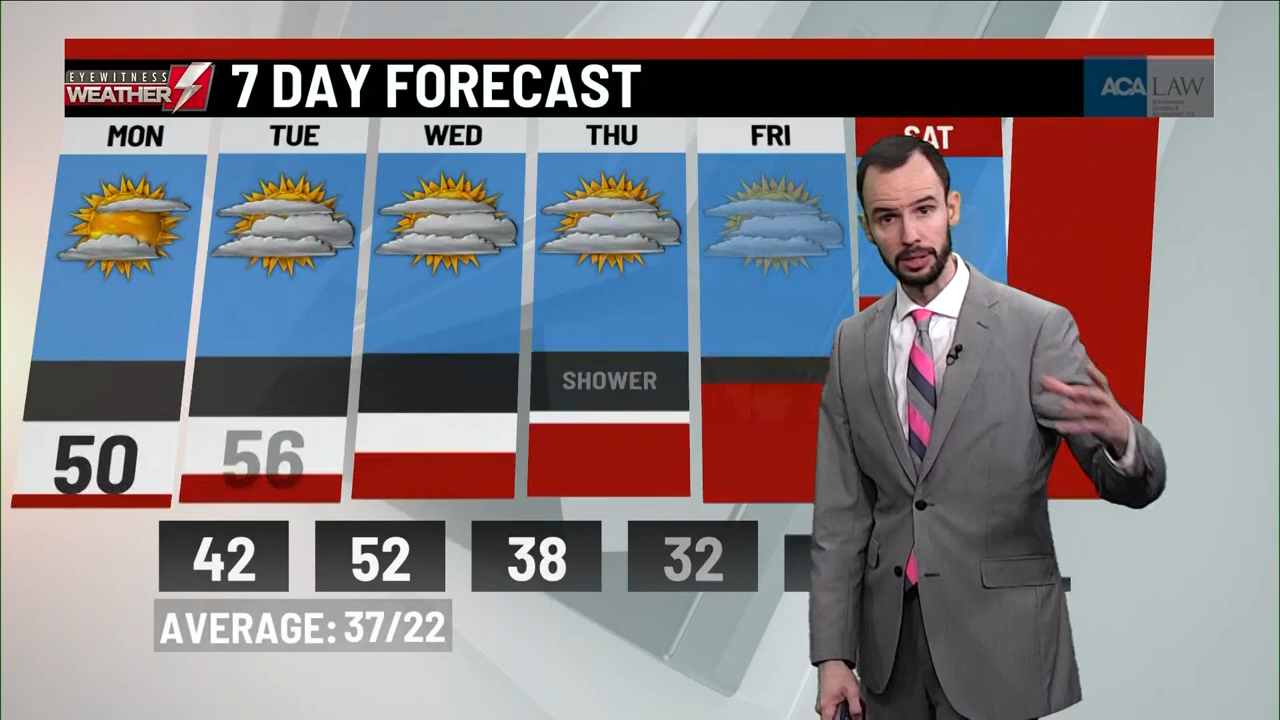 EYEWITNESS
WEATHER
7 DAY FORECAST
ACA LAW
MON
TUE
WED
THU
FRI
SAT
SHOWER
50
56
42
52
38
32
AVERAGE: 37/22